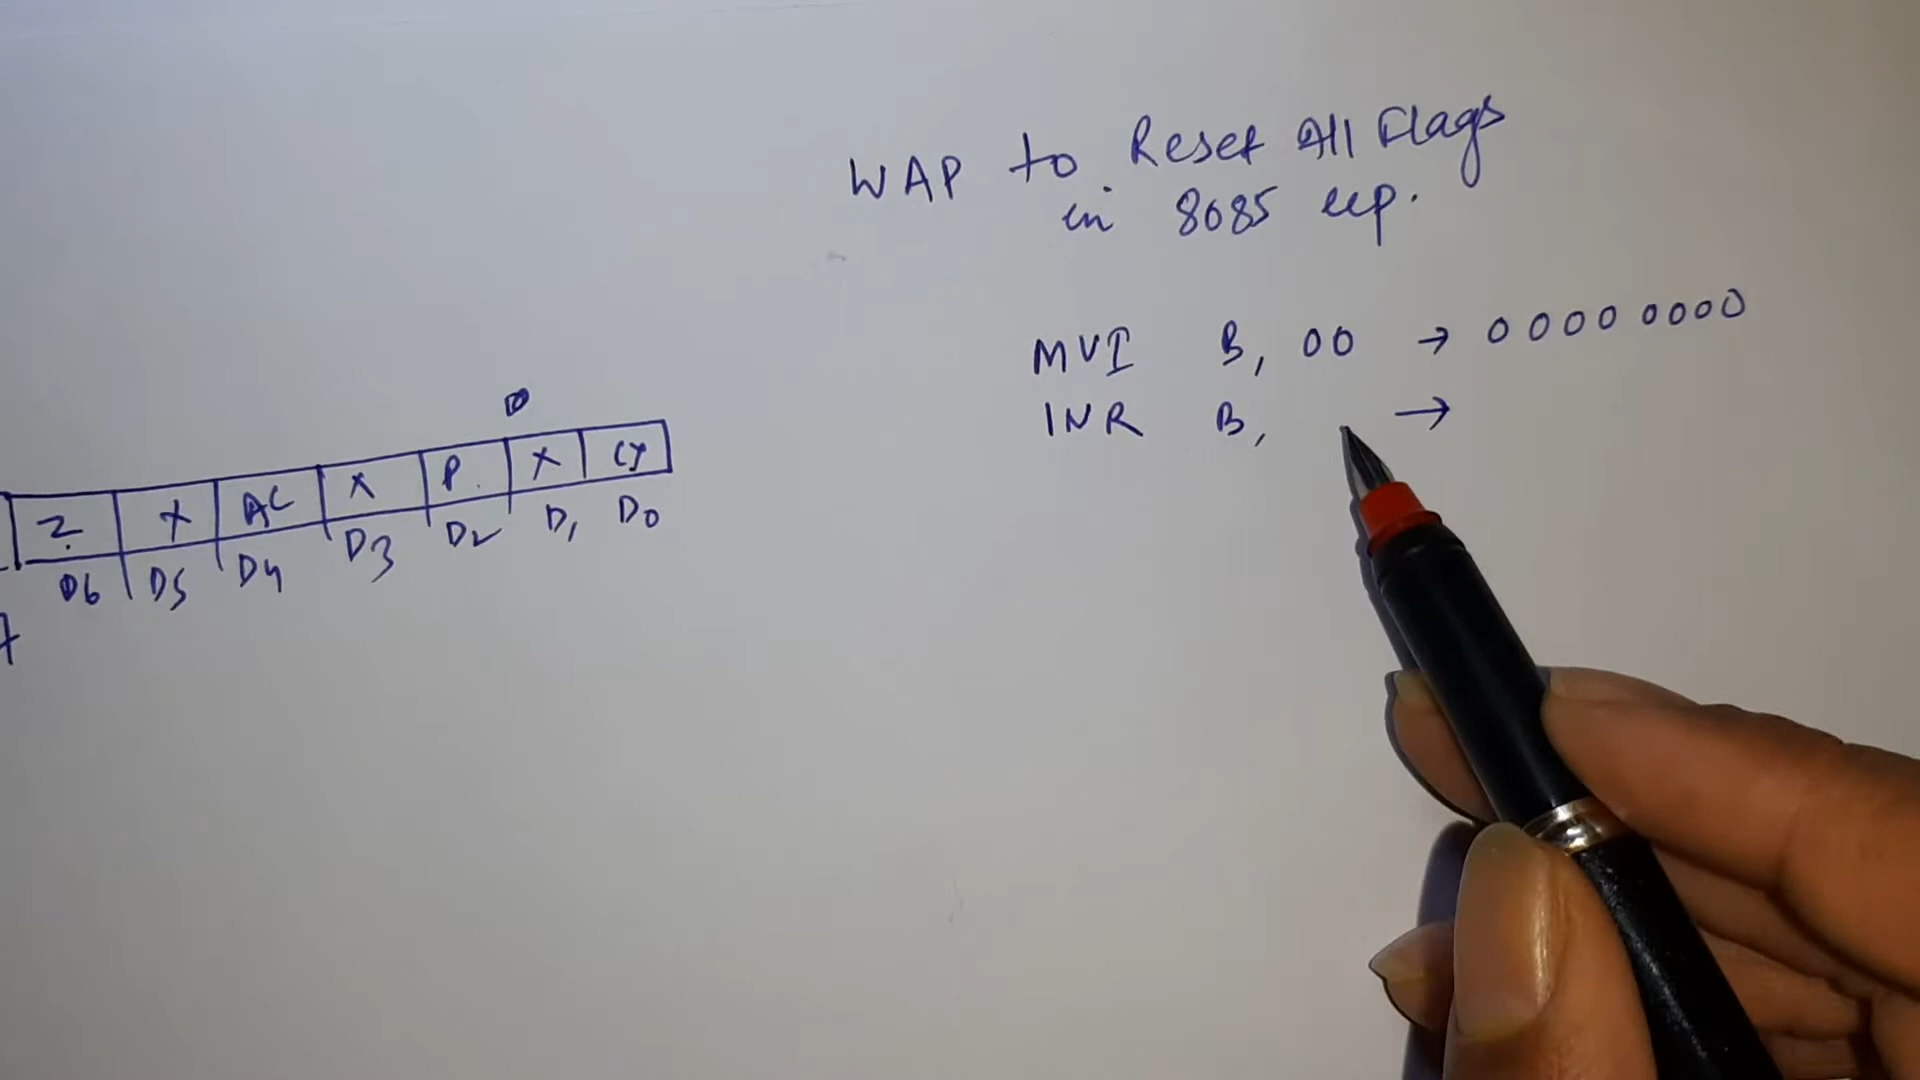 WAP to Reset All Flags
in 8085 up.
MVI B, 00 → 0000 0000
INR B, →
Z X AC X P. X CY
D6 D5 D4 D3 D2 D1 D0